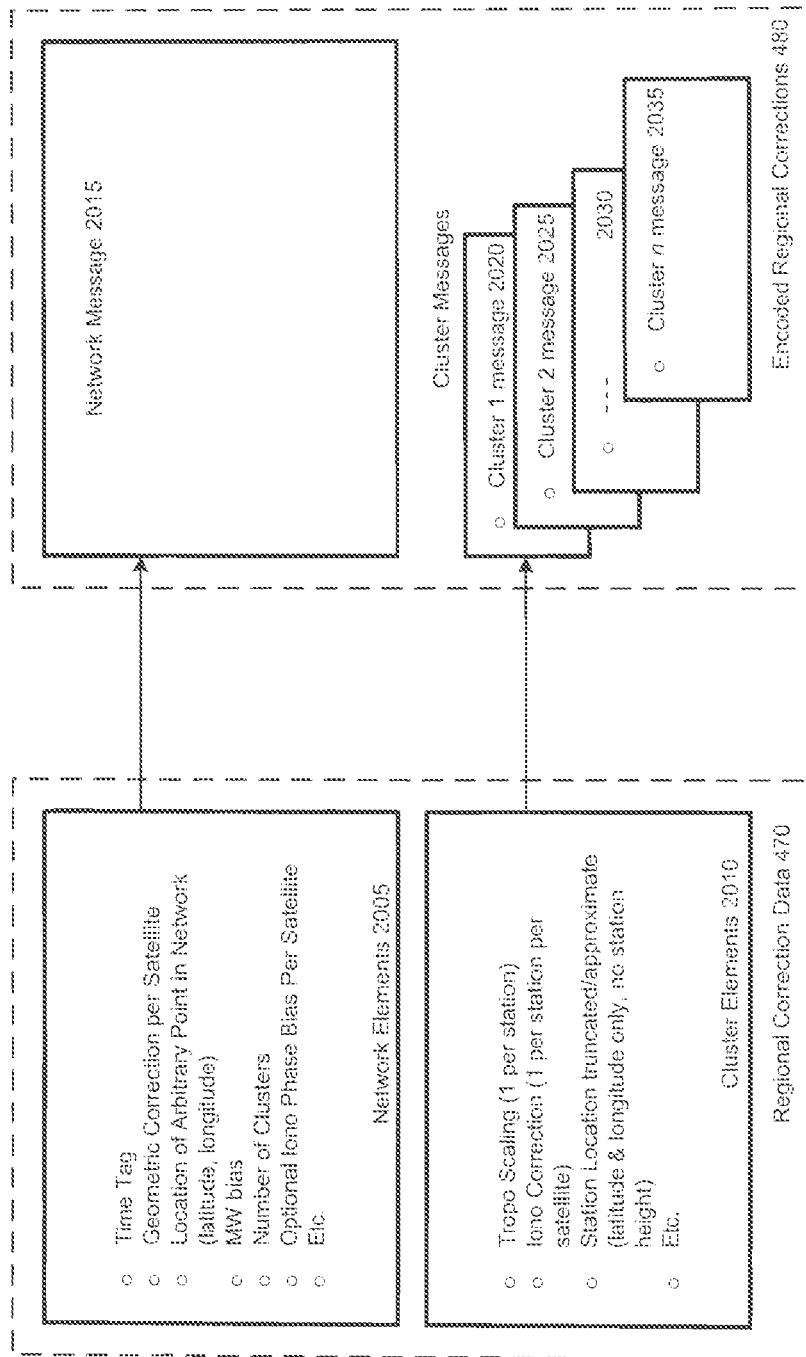 ○ Time Tag
○ Geometric Correction per Satellite
○ Location of Arbitrary Point in Network
(latitude, longitude)
○ MW bias
○ Number of Clusters
○ Optional Iono Phase Bias Per Satellite
○ Etc.
Network Elements 2005
○ Tropo Scaling (1 per station)
○ Iono Correction (1 per station per
satellite)
○ Station Location truncated/approximate
(latitude & longitude only, no station
height)
○ Etc.
Cluster Elements 2010
Regional Correction Data 470
Network Message 2015
Cluster Messages
○ Cluster 1 message 2020
○ Cluster 2 message 2025
○ --- 2030
○ Cluster n message 2035
Encoded Regional Corrections 480